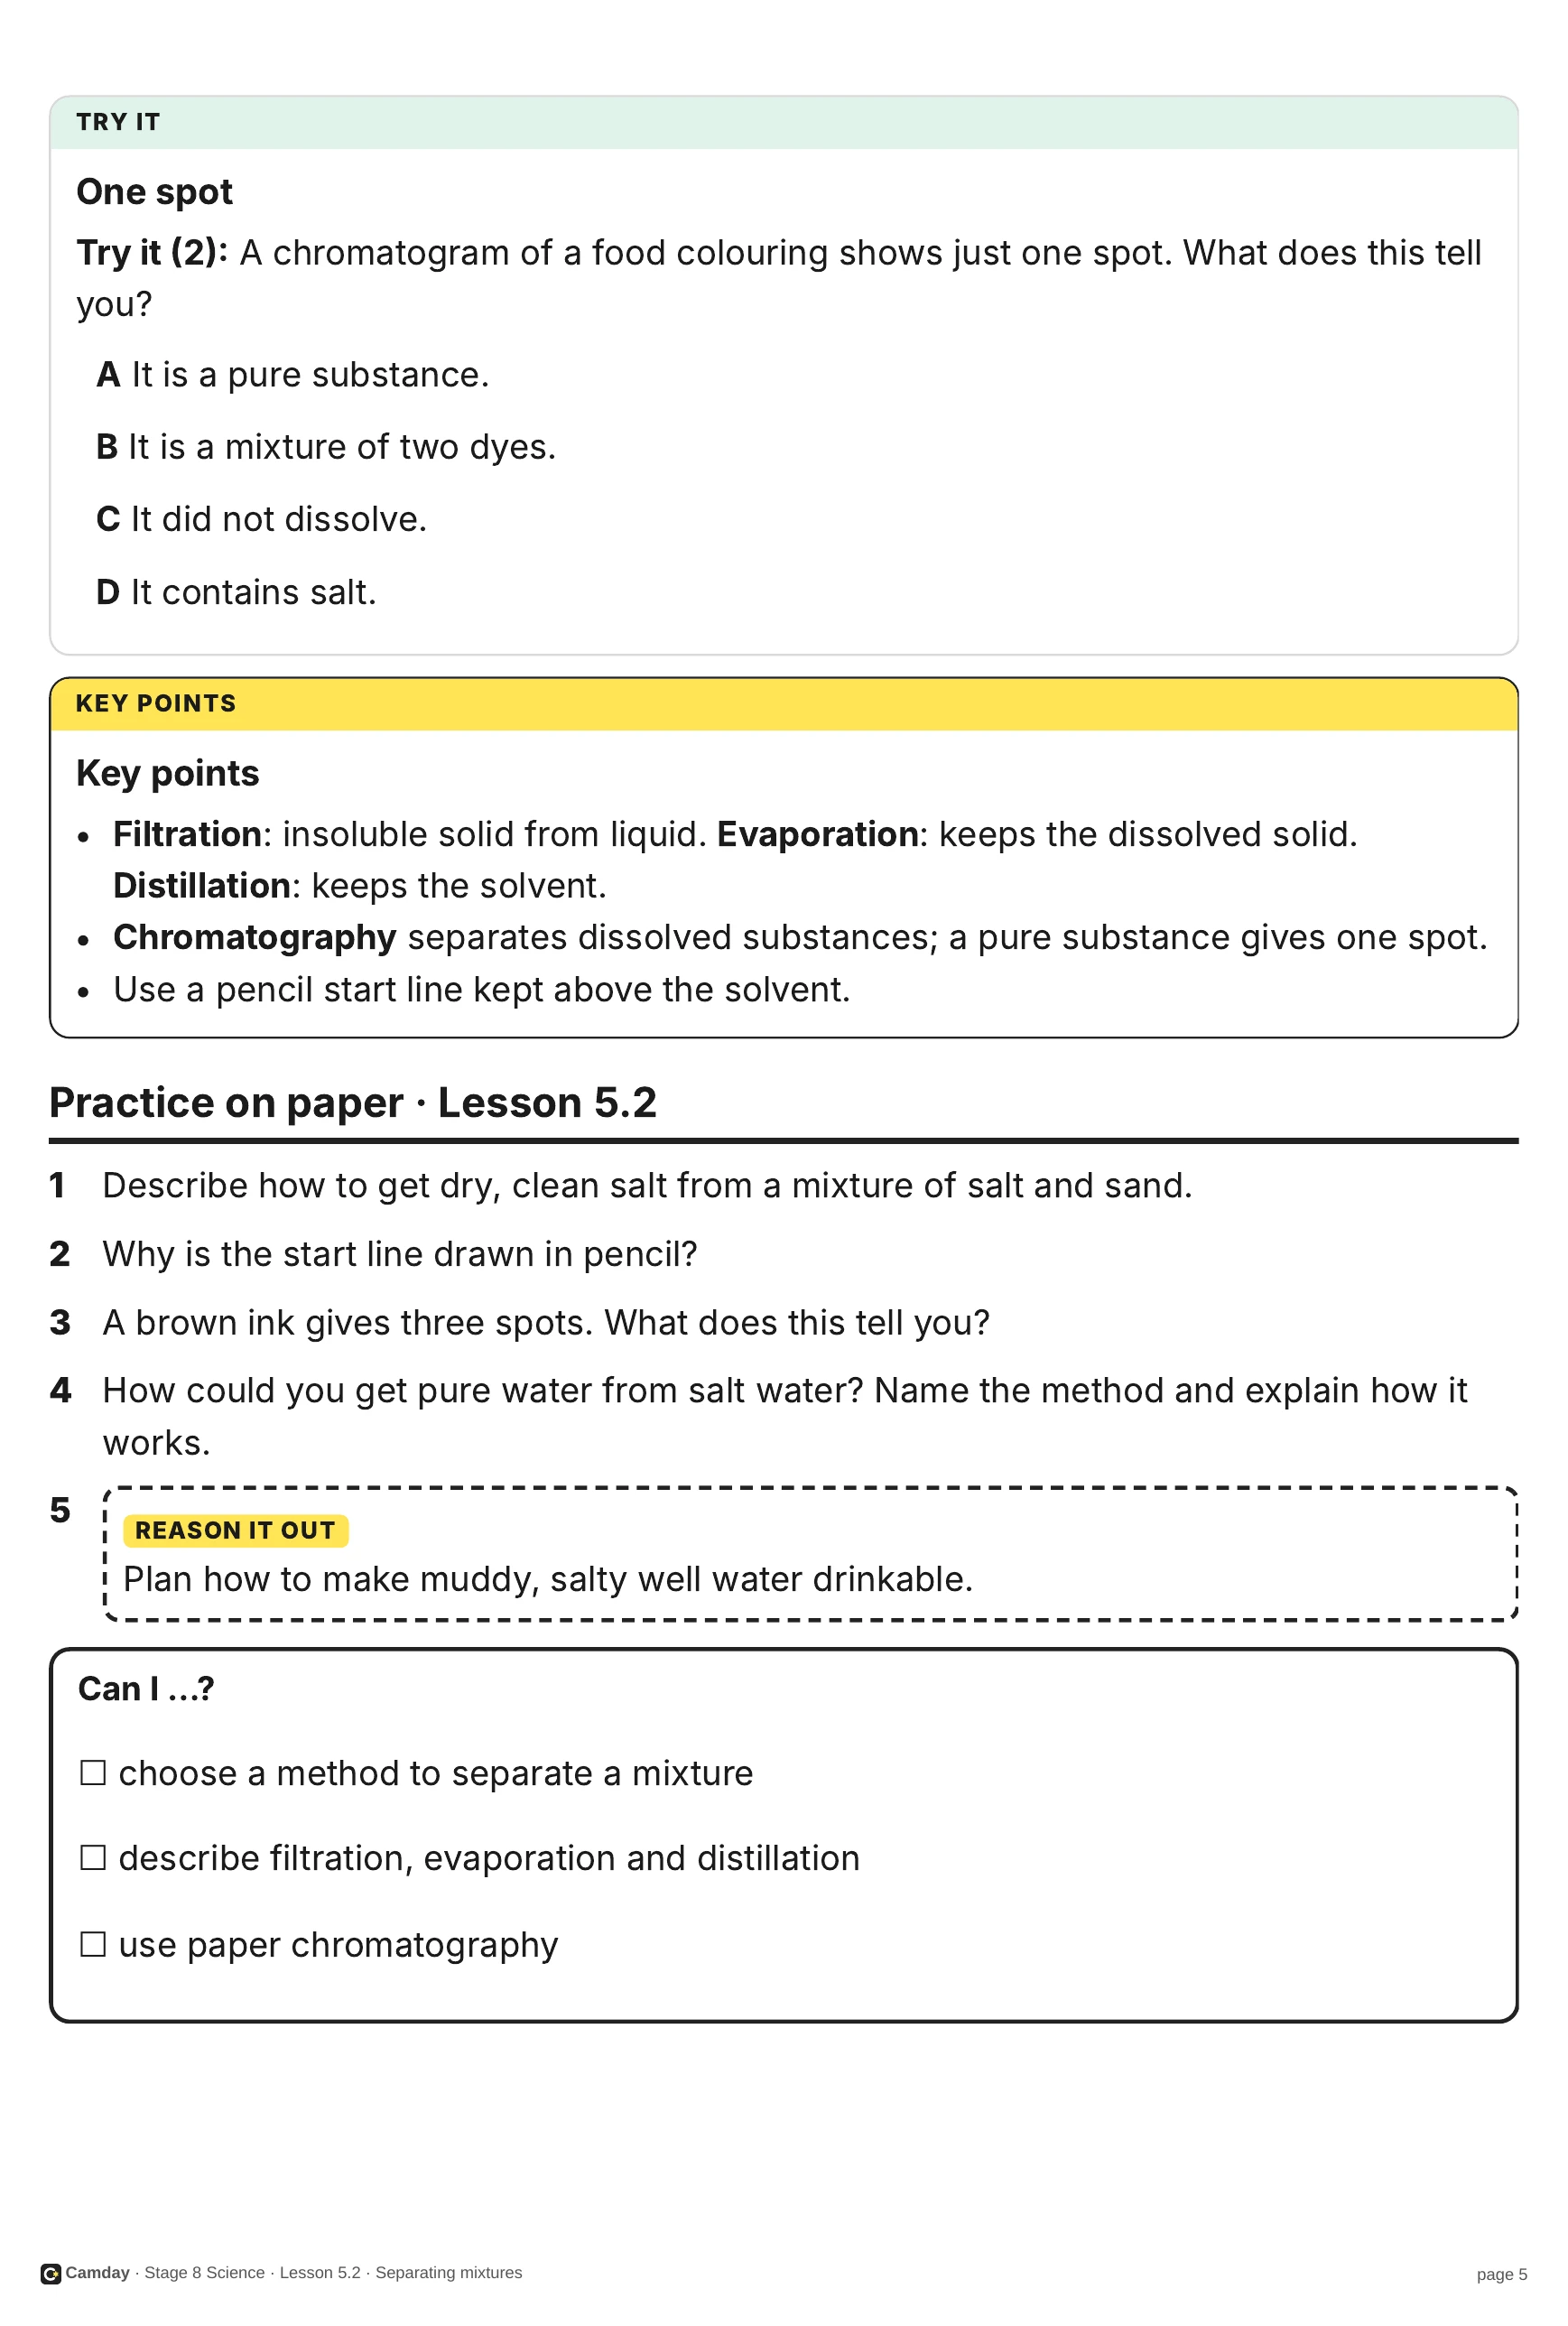 TRY IT
One spot
Try it (2): A chromatogram of a food colouring shows just one spot. What does this tell
you?
A It is a pure substance.
B It is a mixture of two dyes.
C It did not dissolve.
D It contains salt.
KEY POINTS
Key points
• Filtration: insoluble solid from liquid. Evaporation: keeps the dissolved solid.
Distillation: keeps the solvent.
• Chromatography separates dissolved substances; a pure substance gives one spot.
• Use a pencil start line kept above the solvent.
Practice on paper · Lesson 5.2
1 Describe how to get dry, clean salt from a mixture of salt and sand.
2 Why is the start line drawn in pencil?
3 A brown ink gives three spots. What does this tell you?
4 How could you get pure water from salt water? Name the method and explain how it
works.
5
REASON IT OUT
Plan how to make muddy, salty well water drinkable.
Can I ...?
☐ choose a method to separate a mixture
☐ describe filtration, evaporation and distillation
☐ use paper chromatography
Camday · Stage 8 Science · Lesson 5.2 · Separating mixtures
page 5